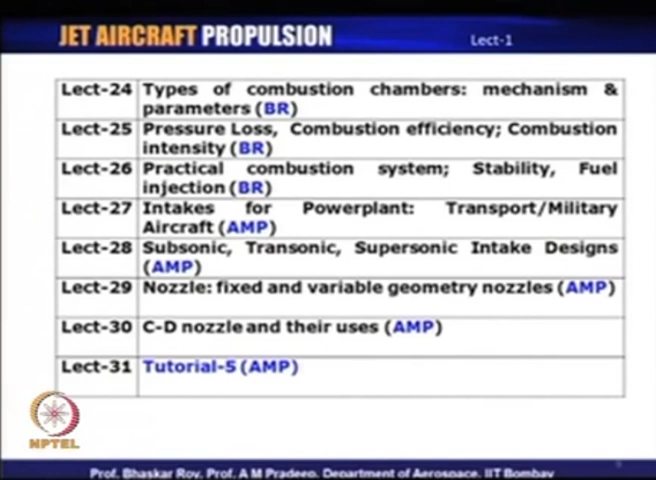 JET AIRCRAFT PROPULSION
Lect-1
Lect-24 Types of combustion chambers: mechanism &
parameters (BR)
Lect-25 Pressure Loss, Combustion efficiency; Combustion
intensity (BR)
Lect-26 Practical combustion system; Stability, Fuel
injection (BR)
Lect-27 Intakes for Powerplant: Transport/Military
Aircraft (AMP)
Lect-28 Subsonic, Transonic, Supersonic Intake Designs
(AMP)
Lect-29 Nozzle: fixed and variable geometry nozzles (AMP)
Lect-30 C-D nozzle and their uses (AMP)
Lect-31 Tutorial-5 (AMP)
NPTEL
Prof. Bhaskar Roy, Prof. A M Pradeep, Department of Aerospace, IIT Bombay